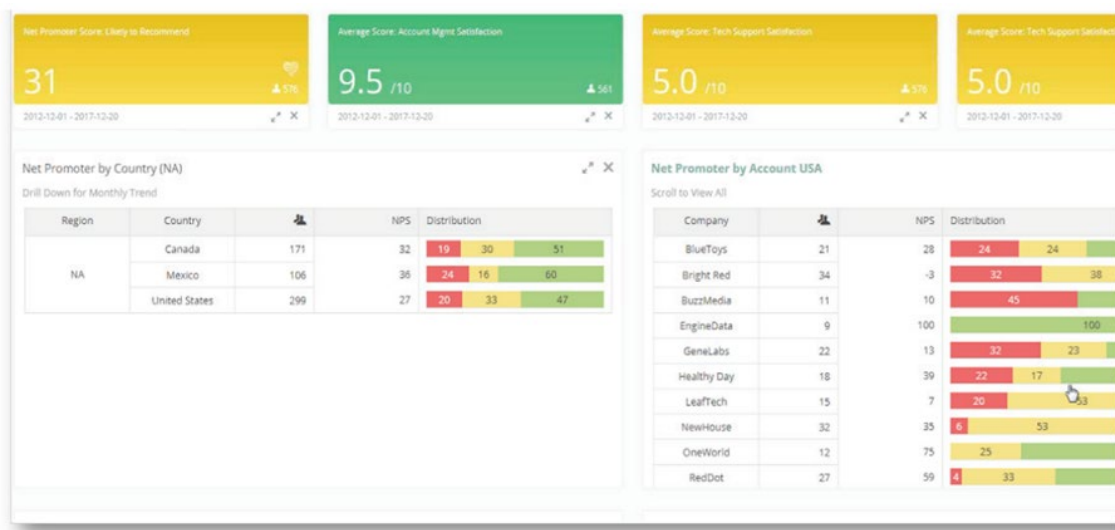 Net Promoter Score: Likely to Recommend
31
576
2012-12-01 - 2017-12-20
Average Score: Account Mgmt Satisfaction
9.5 /10
561
2012-12-01 - 2017-12-20
Average Score: Tech Support Satisfaction
5.0 /10
576
2012-12-01 - 2017-12-20
Average Score: Tech Support Satisfact
5.0 /10
2012-12-01 - 2017-12-20
Net Promoter by Country (NA)
Drill Down for Monthly Trend
Region Country NPS Distribution
NA
Canada 171 32 19 30 51
Mexico 106 36 24 16 60
United States 299 27 20 33 47
Net Promoter by Account USA
Scroll to View All
Company NPS Distribution
BlueToys 21 28 24 24
Bright Red 34 -3 32 38
BuzzMedia 11 10 45
EngineData 9 100 100
GeneLabs 22 13 32 23
Healthy Day 18 39 22 17
LeafTech 15 7 20 53
NewHouse 32 35 6 53
OneWorld 12 75 25
RedDot 27 59 4 33